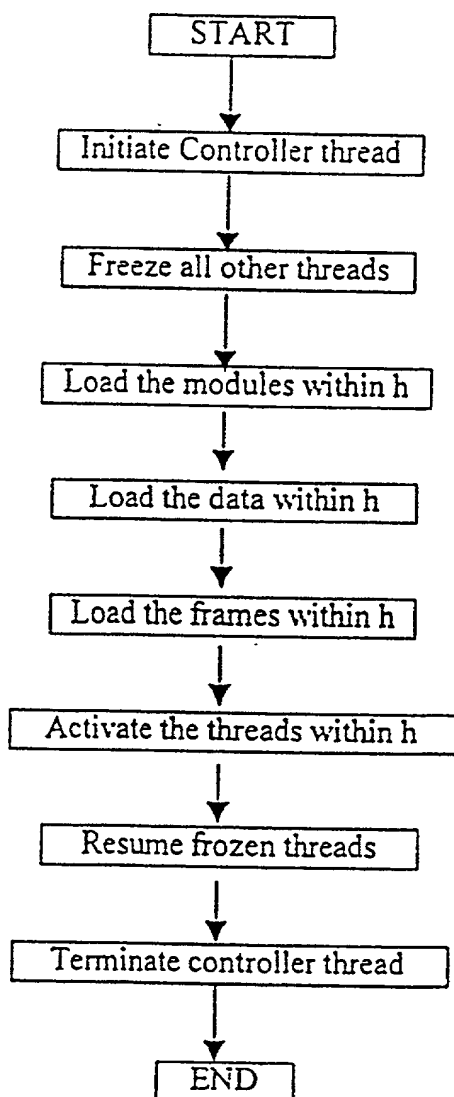 START
Initiate Controller thread
Freeze all other threads
Load the modules within h
Load the data within h
Load the frames within h
Activate the threads within h
Resume frozen threads
Terminate controller thread
END